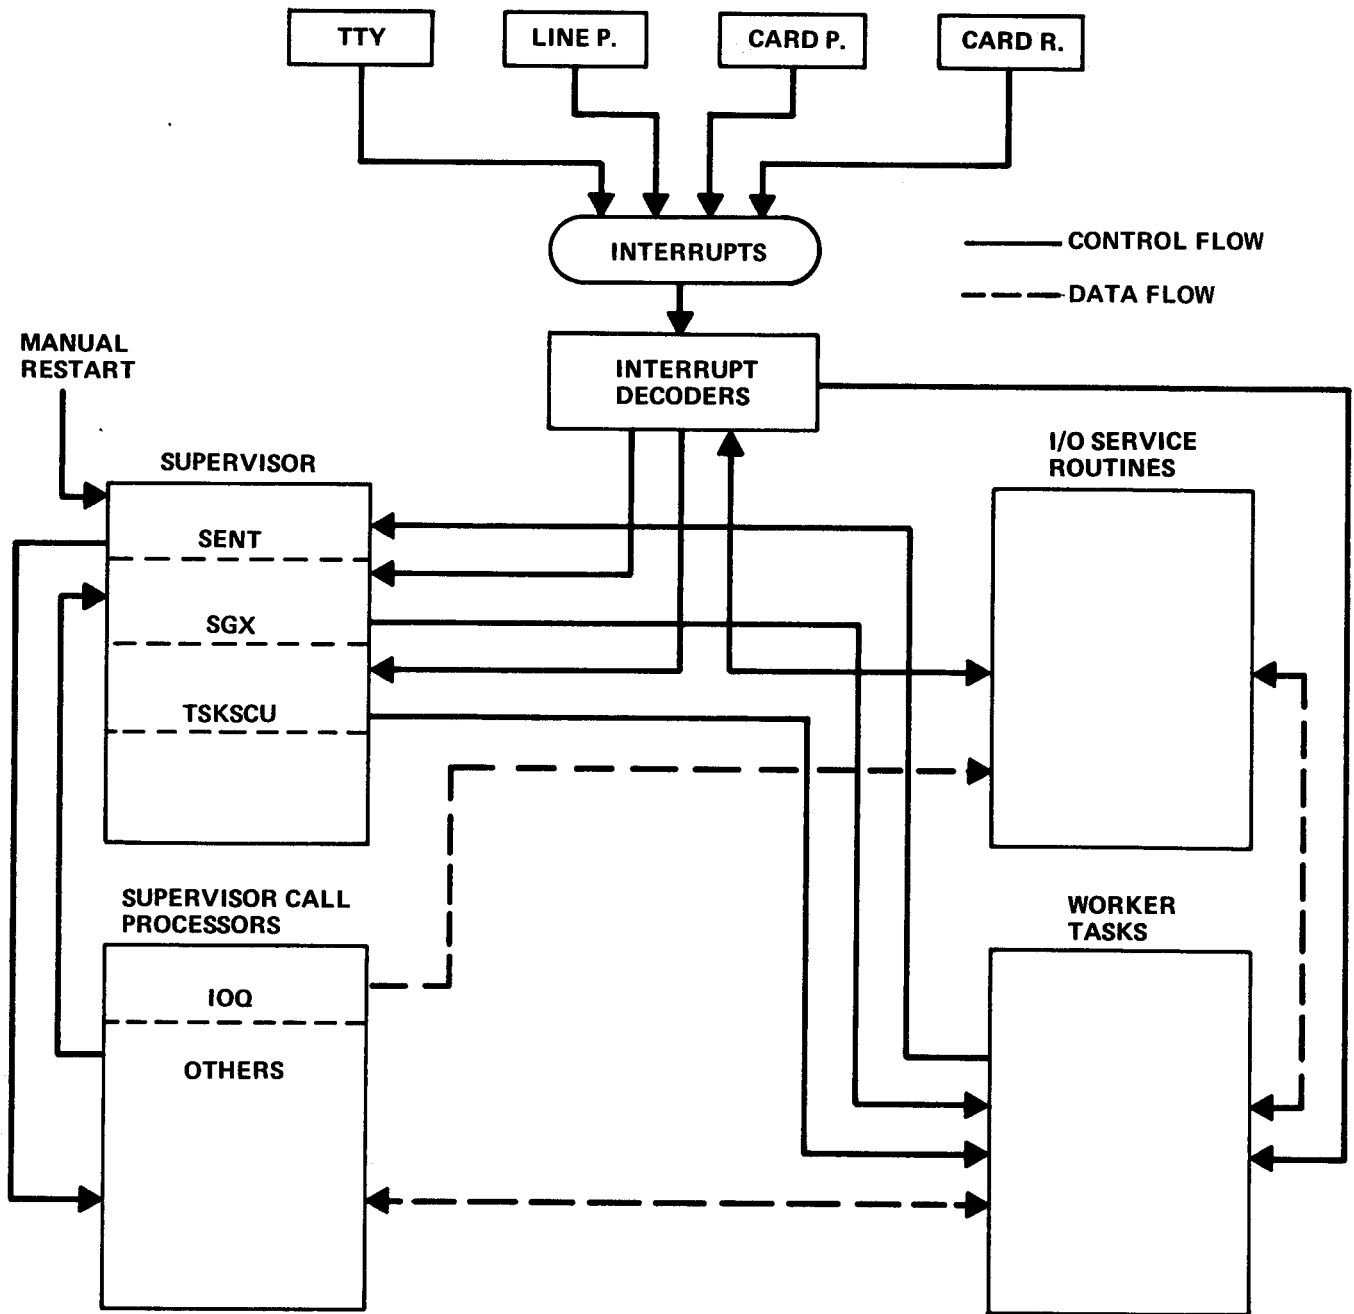 TTY
LINE P.
CARD P.
CARD R.
INTERRUPTS
CONTROL FLOW
DATA FLOW
MANUAL
RESTART
INTERRUPT
DECODERS
I/O SERVICE
ROUTINES
SUPERVISOR
SENT
SGX
TSKSCU
SUPERVISOR CALL
PROCESSORS
IOQ
OTHERS
WORKER
TASKS